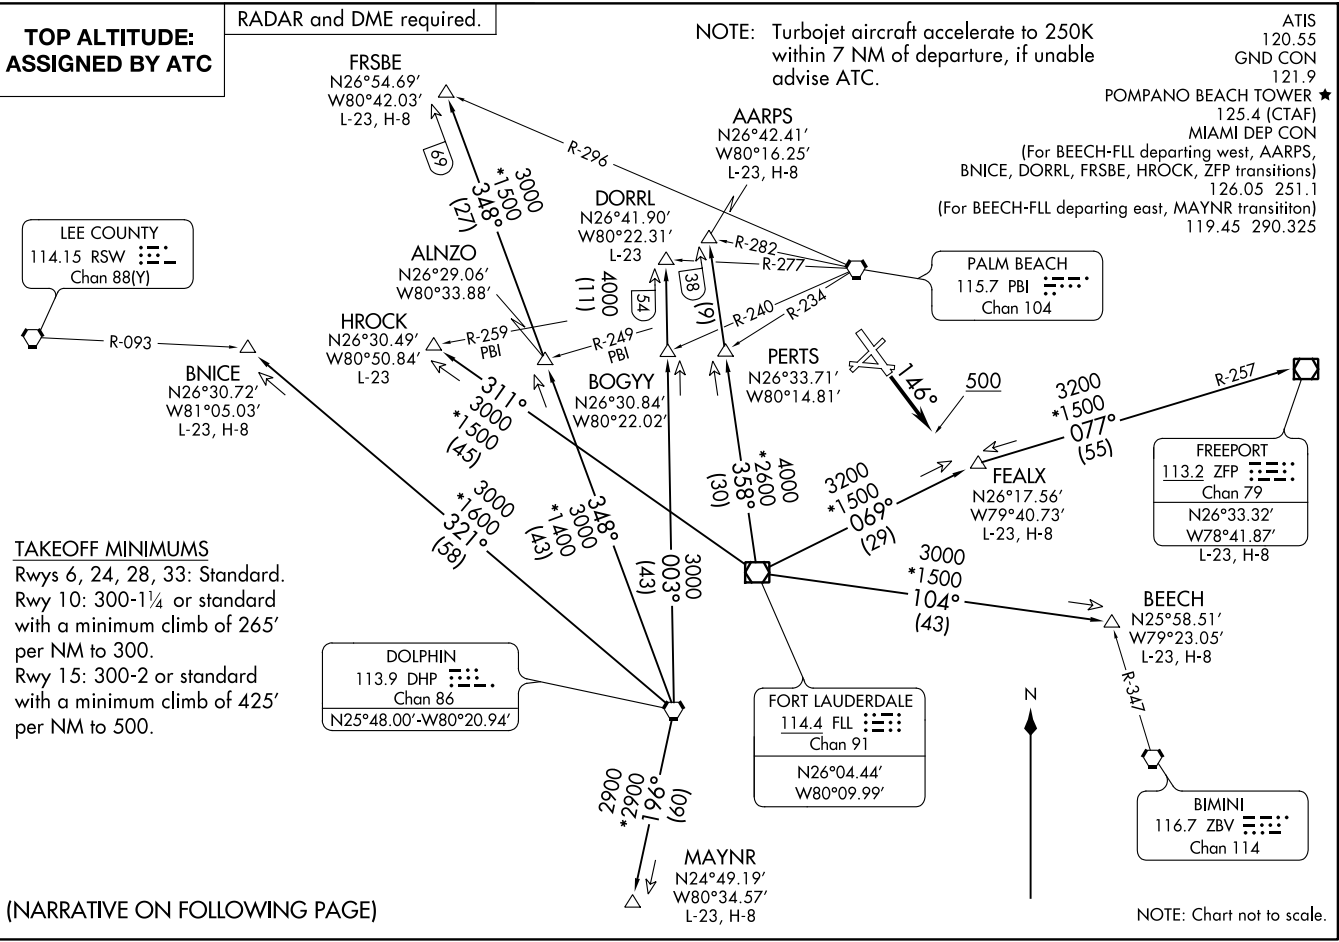 TOP ALTITUDE:
ASSIGNED BY ATC
RADAR and DME required.
NOTE: Turbojet aircraft accelerate to 250K
within 7 NM of departure, if unable
advise ATC.
ATIS
120.55
GND CON
121.9
POMPANO BEACH TOWER ★
125.4 (CTAF)
MIAMI DEP CON
(For BEECH-FLL departing west, AARPS,
BNICE, DORRL, FRSBE, HROCK, ZFP transitions)
126.05 251.1
(For BEECH-FLL departing east, MAYNR transititon)
119.45 290.325
FRSBE
N26°54.69′
W80°42.03′
L-23, H-8
69
3000
*1500
348°
(27)
R-296
AARPS
N26°42.41′
W80°16.25′
L-23, H-8
DORRL
N26°41.90′
W80°22.31′
L-23
R-282
R-277
R-240
R-234
PALM BEACH
115.7 PBI
Chan 104
LEE COUNTY
114.15 RSW
Chan 88(Y)
R-093
ALNZO
N26°29.06′
W80°33.88′
4000
(11)
54
38
(9)
HROCK
N26°30.49′
W80°50.84′
L-23
R-259
PBI
R-249
PBI
BNICE
N26°30.72′
W81°05.03′
L-23, H-8
BOGYY
N26°30.84′
W80°22.02′
PERTS
N26°33.71′
W80°14.81′
146°
500
311°
3000
*1500
(45)
3200
*1500
077°
(55)
R-257
FREEPORT
113.2 ZFP
Chan 79
N26°33.32′
W78°41.87′
L-23, H-8
FEALX
N26°17.56′
W79°40.73′
L-23, H-8
4000
*2600
358°
(30)
3200
*1500
069°
(29)
3000
*1600
321°
(58)
348°
3000
*1400
(43)
3000
003°
(43)
3000
*1500
104°
(43)
BEECH
N25°58.51′
W79°23.05′
L-23, H-8
R-347
TAKEOFF MINIMUMS
Rwys 6, 24, 28, 33: Standard.
Rwy 10: 300-1¼ or standard
with a minimum climb of 265′
per NM to 300.
Rwy 15: 300-2 or standard
with a minimum climb of 425′
per NM to 500.
DOLPHIN
113.9 DHP
Chan 86
N25°48.00′-W80°20.94′
FORT LAUDERDALE
114.4 FLL
Chan 91
N26°04.44′
W80°09.99′
N
BIMINI
116.7 ZBV
Chan 114
2900
*2900
196°
(60)
MAYNR
N24°49.19′
W80°34.57′
L-23, H-8
(NARRATIVE ON FOLLOWING PAGE)
NOTE: Chart not to scale.